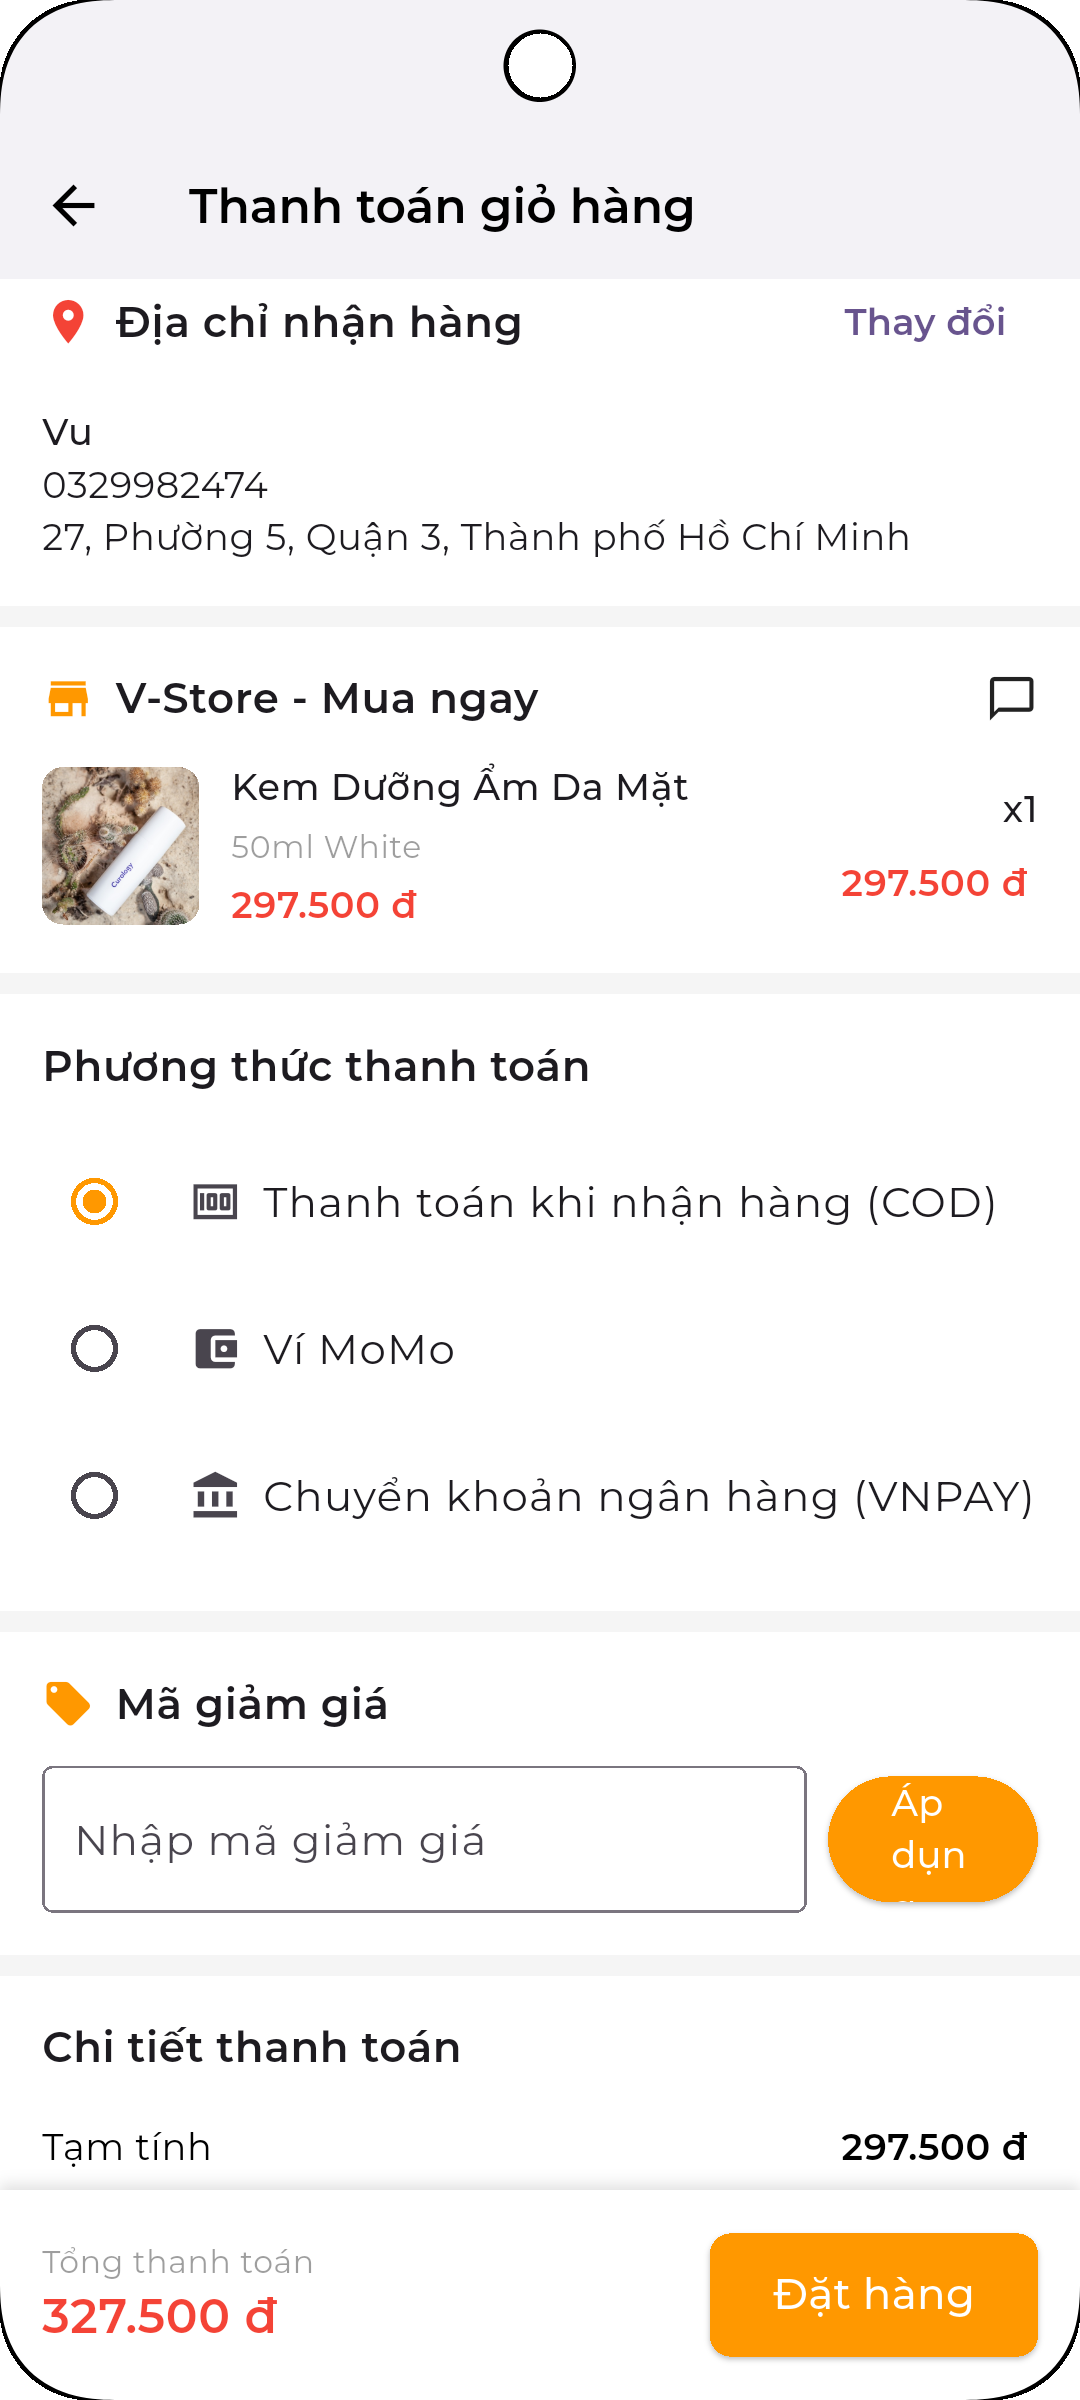 Thanh toán giỏ hàng
Địa chỉ nhận hàng
Thay đổi
Vu
0329982474
27, Phường 5, Quận 3, Thành phố Hồ Chí Minh
V-Store - Mua ngay
Kem Dưỡng Ẩm Da Mặt
x1
50ml White
297.500 đ
297.500 đ
Curology
Phương thức thanh toán
100 Thanh toán khi nhận hàng (COD)
Ví MoMo
Chuyển khoản ngân hàng (VNPAY)
Mã giảm giá
Nhập mã giảm giá
Áp
dụn
Chi tiết thanh toán
Tạm tính
297.500 đ
Tổng thanh toán
327.500 đ
Đặt hàng